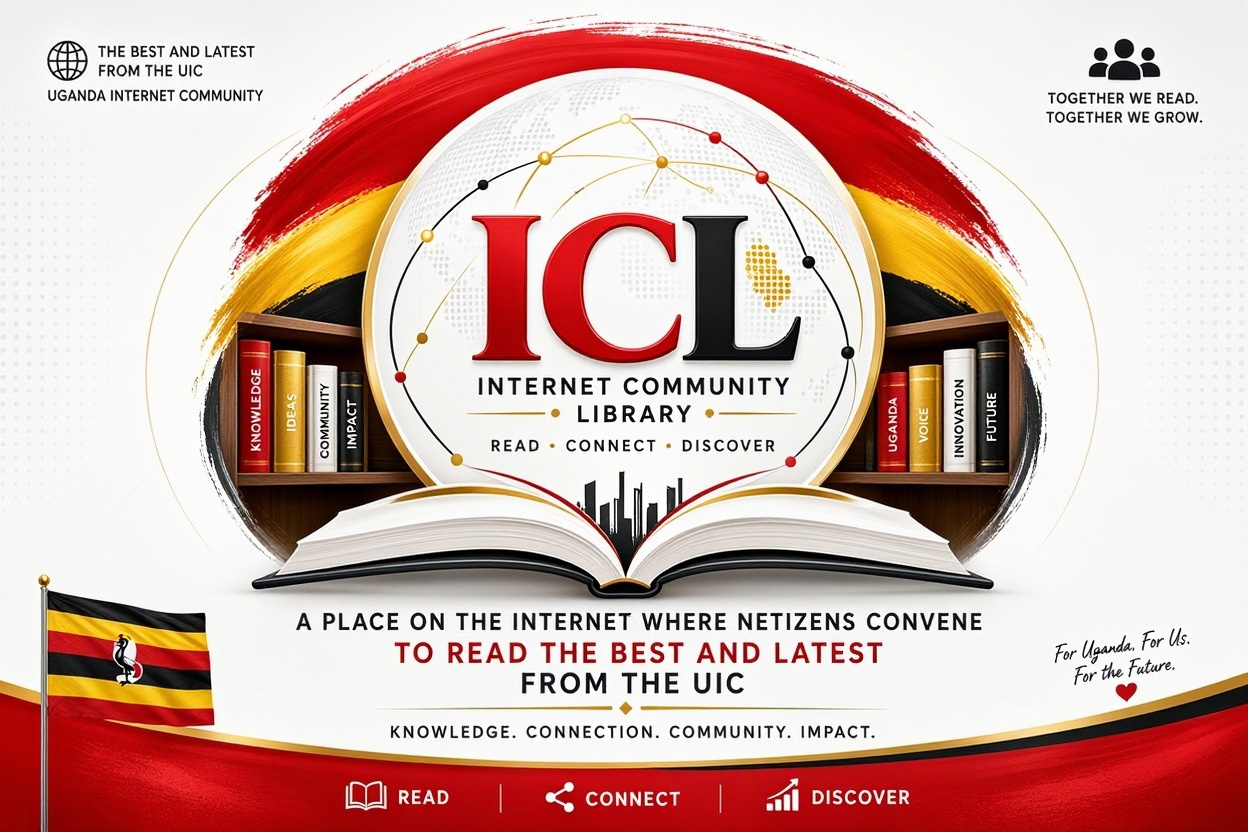 THE BEST AND LATEST
FROM THE UIC
UGANDA INTERNET COMMUNITY
TOGETHER WE READ.
TOGETHER WE GROW.
ICL
INTERNET COMMUNITY
LIBRARY
READ • CONNECT • DISCOVER
KNOWLEDGE
IDEAS
COMMUNITY
IMPACT
UGANDA
VOICE
INNOVATION
FUTURE
A PLACE ON THE INTERNET WHERE NETIZENS CONVENE
TO READ THE BEST AND LATEST
FROM THE UIC
KNOWLEDGE. CONNECTION. COMMUNITY. IMPACT.
For Uganda. For Us.
For the Future.
READ
CONNECT
DISCOVER